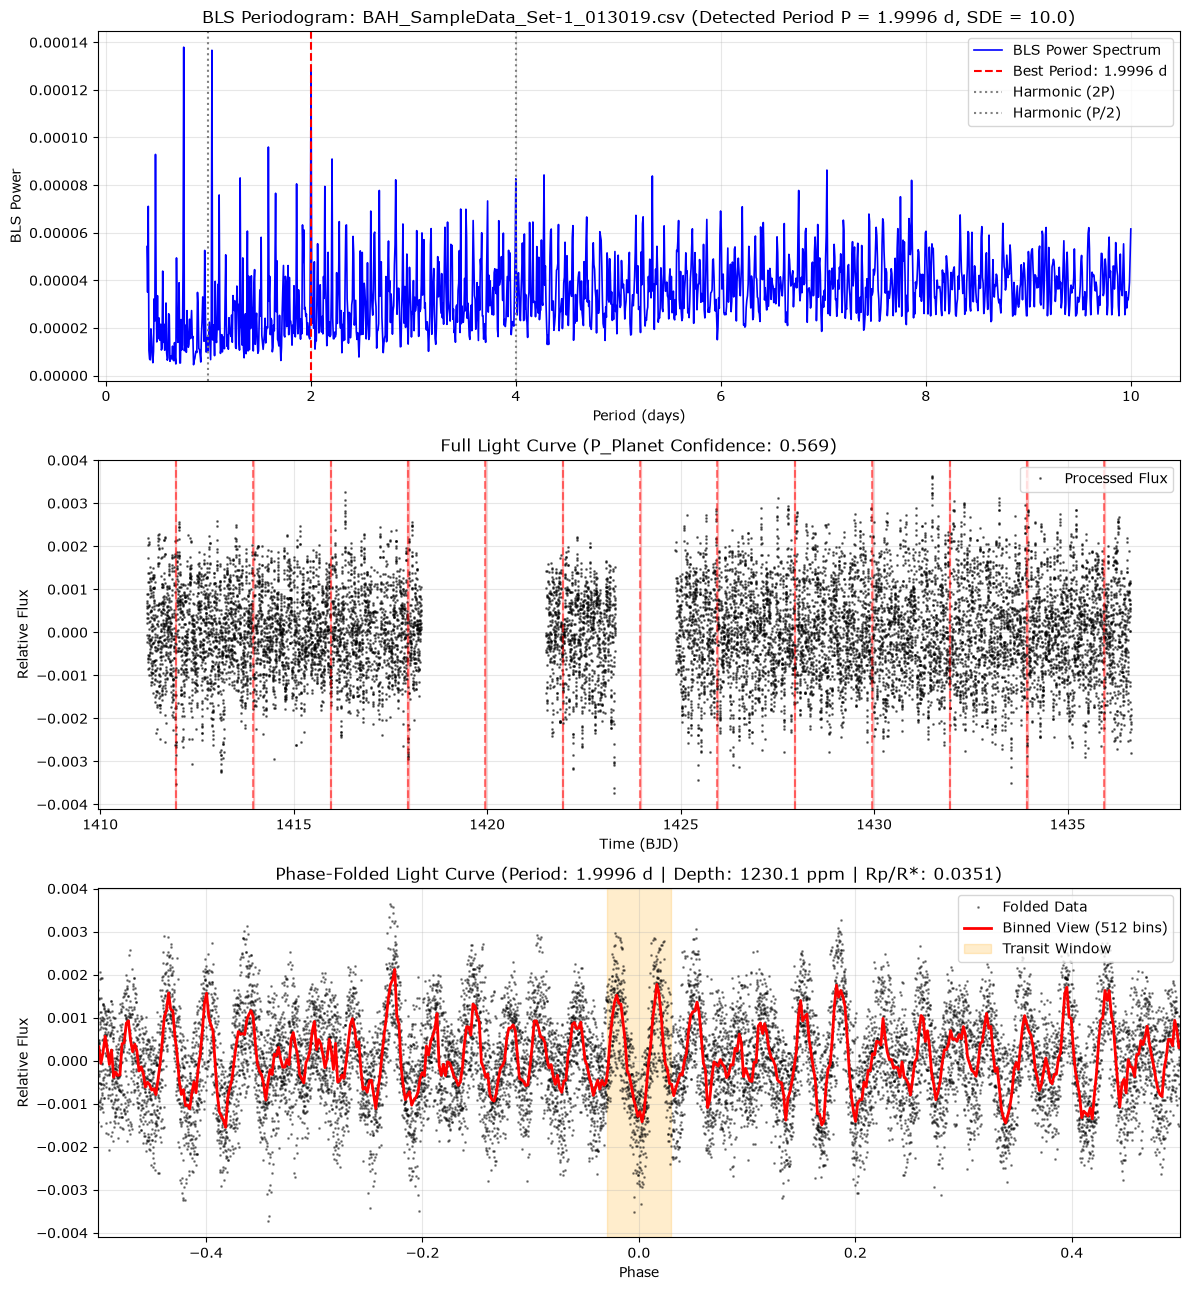 BLS Periodogram: BAH_SampleData_Set-1_013019.csv (Detected Period P = 1.9996 d, SDE = 10.0)
BLS Power
0.00014
0.00012
0.00010
0.00008
0.00006
0.00004
0.00002
0.00000
BLS Power Spectrum
Best Period: 1.9996 d
Harmonic (2P)
Harmonic (P/2)
0 2 4 6 8 10
Period (days)
Full Light Curve (P_Planet Confidence: 0.569)
Relative Flux
0.004
0.003
0.002
0.001
0.000
−0.001
−0.002
−0.003
−0.004
Processed Flux
1410 1415 1420 1425 1430 1435
Time (BJD)
Phase-Folded Light Curve (Period: 1.9996 d | Depth: 1230.1 ppm | Rp/R*: 0.0351)
Relative Flux
0.004
0.003
0.002
0.001
0.000
−0.001
−0.002
−0.003
−0.004
Folded Data
Binned View (512 bins)
Transit Window
−0.4 −0.2 0.0 0.2 0.4
Phase